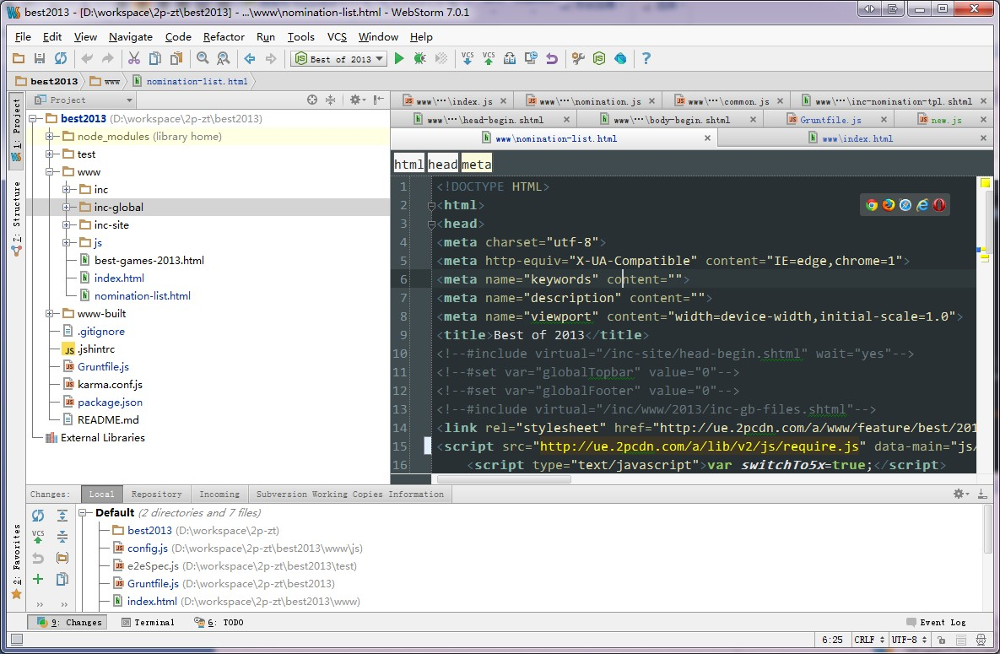 best2013 - [D:\workspace\2p-zt\best2013] - ...\www\nomination-list.html - WebStorm 7.0.1
File Edit View Navigate Code Refactor Run Tools VCS Window Help
Best of 2013 VCS VCS
best2013 www nomination-list.html
Project
www\...\index.js www\...\nomination.js www\...\common.js www\...\inc-nomination-tpl.shtml
www\...\head-begin.shtml www\...\body-begin.shtml Gruntfile.js new.js
www\nomination-list.html www\index.html
1: Project
7: Structure
2: Favorites
best2013 (D:\workspace\2p-zt\best2013)
node_modules (library home)
test
www
inc
inc-global
inc-site
js
best-games-2013.html
index.html
nomination-list.html
www-built
.gitignore
.jshintrc
Gruntfile.js
karma.conf.js
package.json
README.md
External Libraries
html head meta
1 <!DOCTYPE HTML>
2 <html>
3 <head>
4 <meta charset="utf-8">
5 <meta http-equiv="X-UA-Compatible" content="IE=edge,chrome=1">
6 <meta name="keywords" content="">
7 <meta name="description" content="">
8 <meta name="viewport" content="width=device-width,initial-scale=1.0">
9 <title>Best of 2013</title>
10 <!--#include virtual="/inc-site/head-begin.shtml" wait="yes"-->
11 <!--#set var="globalTopbar" value="0"-->
12 <!--#set var="globalFooter" value="0"-->
13 <!--#include virtual="/inc/www/2013/inc-gb-files.shtml"-->
14 <link rel="stylesheet" href="http://ue.2pcdn.com/a/www/feature/best/201
15 <script src="http://ue.2pcdn.com/a/lib/v2/js/require.js" data-main="js/
16 <script type="text/javascript">var switchTo5x=true;</script>
Changes: Local Repository Incoming Subversion Working Copies Information
Default (2 directories and 7 files)
best2013 (D:\workspace\2p-zt)
config.js (D:\workspace\2p-zt\best2013\www\js)
e2eSpec.js (D:\workspace\2p-zt\best2013\test)
Gruntfile.js (D:\workspace\2p-zt\best2013)
index.html (D:\workspace\2p-zt\best2013\www)
VCS
9: Changes Terminal 6: TODO Event Log
6:25 CRLF UTF-8